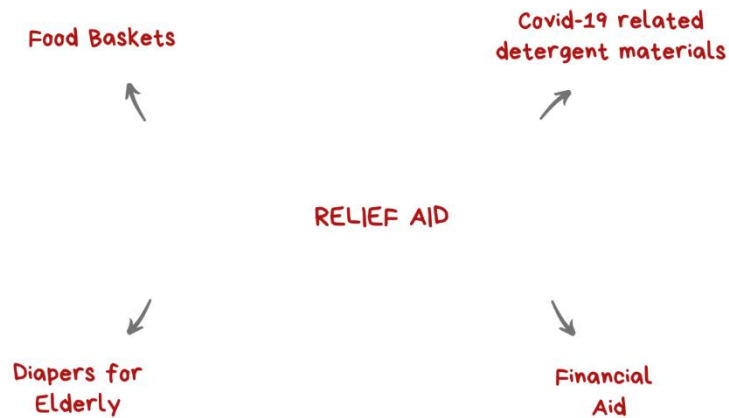 Food Baskets
Covid-19 related
detergent materials
RELIEF AID
Diapers for
Elderly
Financial
Aid